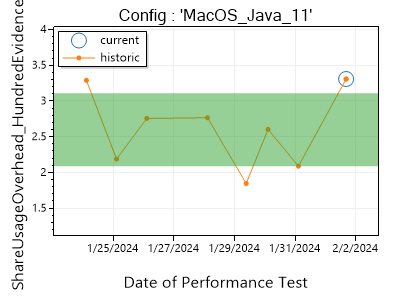 Config : 'MacOS_Java_11'
current
historic
ShareUsageOverhead_HundredEvidence
4
3.5
3
2.5
2
1.5
1/25/2024
1/27/2024
1/29/2024
1/31/2024
2/2/2024
Date of Performance Test